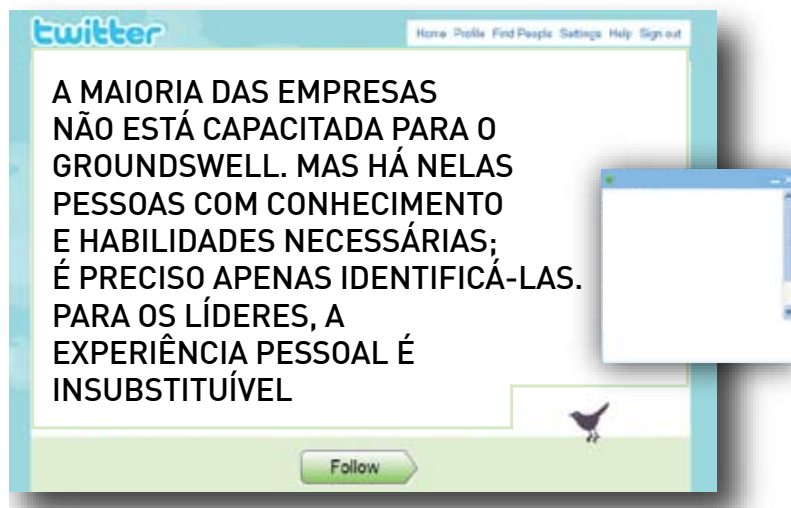 twitter
Home Profile Find People Settings Help Sign out
A MAIORIA DAS EMPRESAS
NÃO ESTÁ CAPACITADA PARA O
GROUNDSWELL. MAS HÁ NELAS
PESSOAS COM CONHECIMENTO
E HABILIDADES NECESSÁRIAS;
É PRECISO APENAS IDENTIFICÁ-LAS.
PARA OS LÍDERES, A
EXPERIÊNCIA PESSOAL É
INSUBSTITUÍVEL
Follow